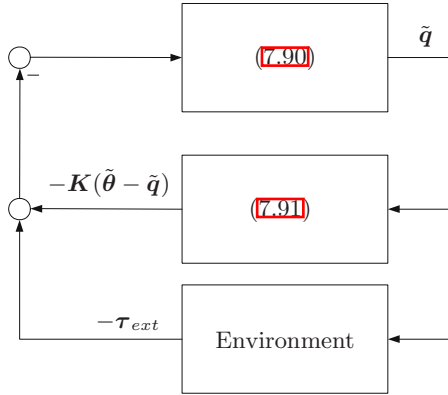 (7.90)
q̃
−
−K(θ̃ − q̃)
(7.91)
−τ_ext
Environment